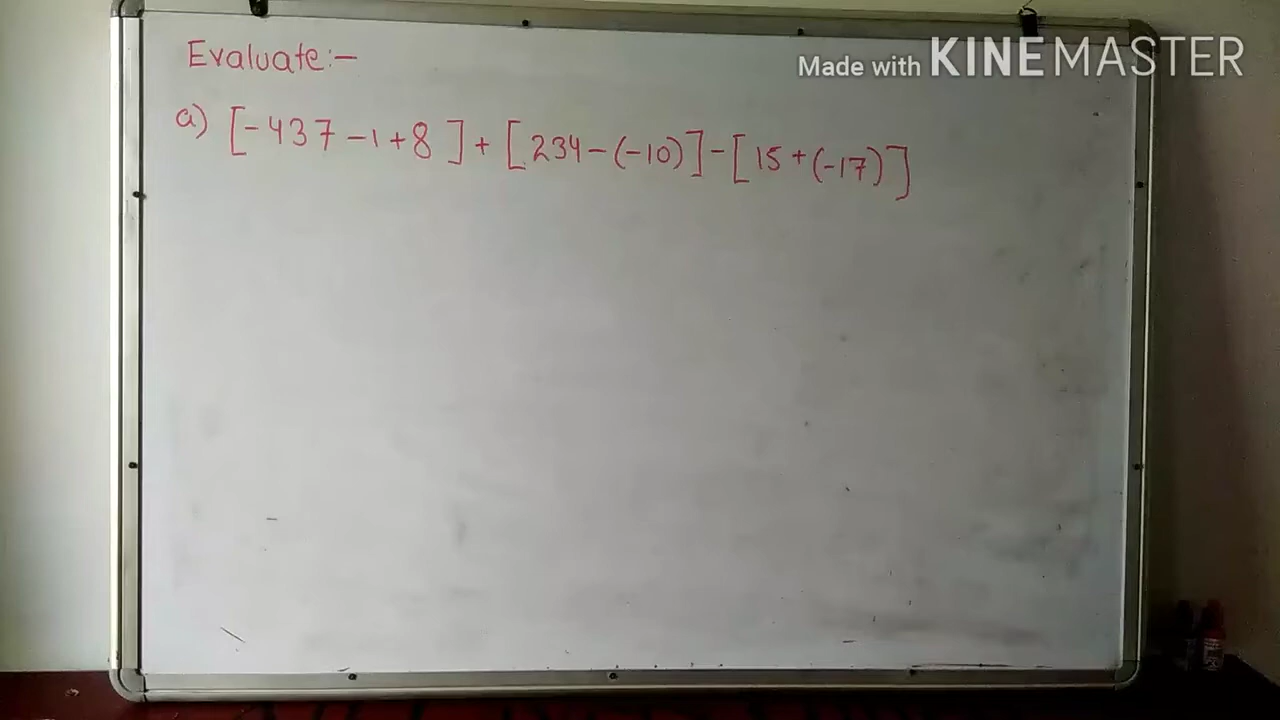 Made with KINEMASTER
Evaluate:-
a) [-437-1+8]+[234-(-10)]-[15+(-17)]